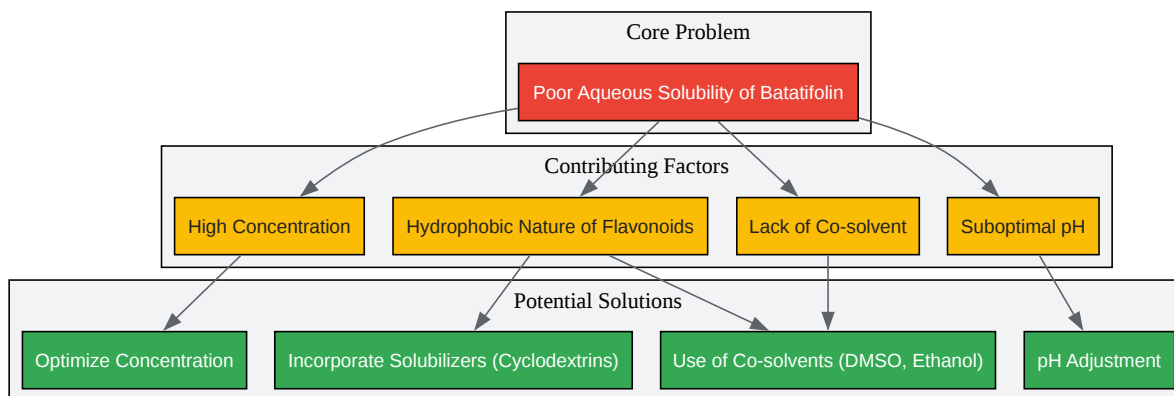 Core Problem
Poor Aqueous Solubility of Batatifolin
Contributing Factors
High Concentration
Hydrophobic Nature of Flavonoids
Lack of Co-solvent
Suboptimal pH
Potential Solutions
Optimize Concentration
Incorporate Solubilizers (Cyclodextrins)
Use of Co-solvents (DMSO, Ethanol)
pH Adjustment